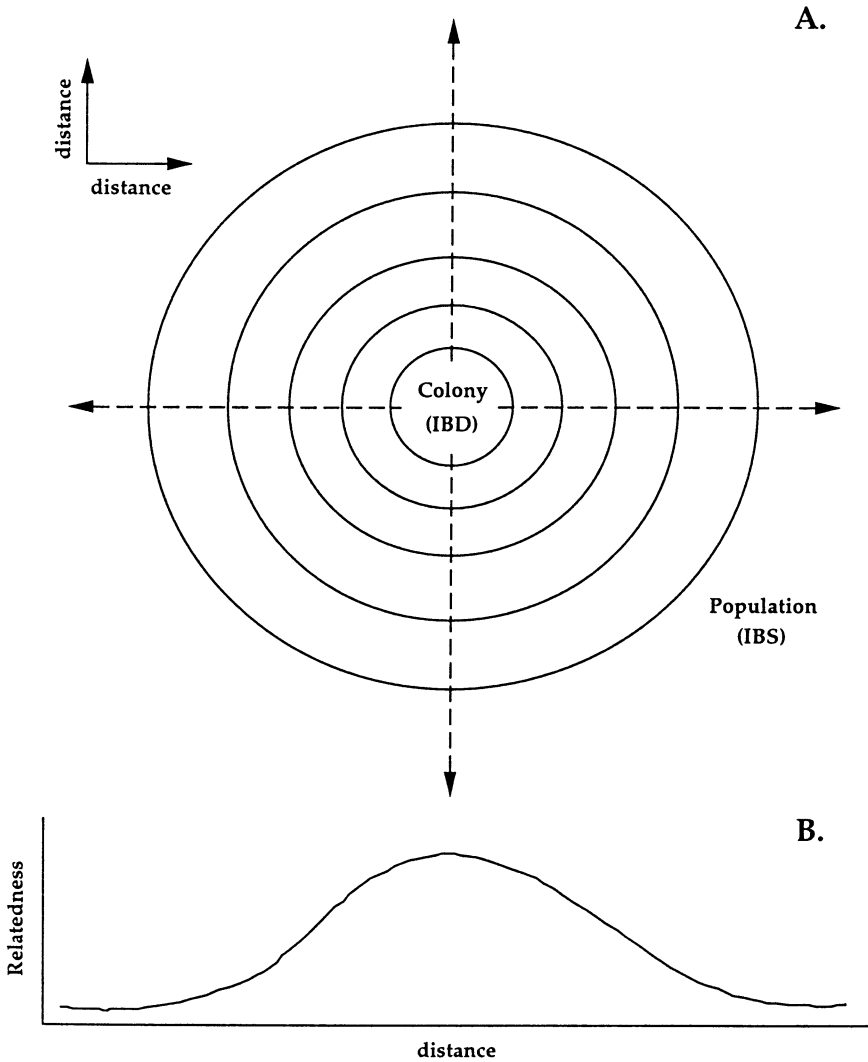 A.
distance
distance
Colony
(IBD)
Population
(IBS)
B.
Relatedness
distance